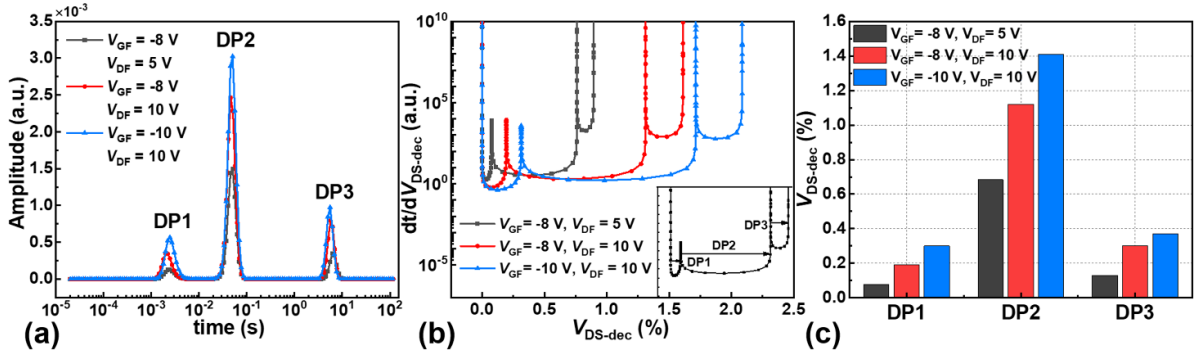 3.5
×10⁻³
3.0
2.5
2.0
1.5
1.0
0.5
0.0
Amplitude (a.u.)
V_GF = -8 V
V_DF = 5 V
V_GF = -8 V
V_DF = 10 V
V_GF = -10 V
V_DF = 10 V
DP1
DP2
DP3
10⁻⁵ 10⁻⁴ 10⁻³ 10⁻² 10⁻¹ 10⁰ 10¹ 10²
time (s)
(a)
10¹⁰
10⁵
10⁰
10⁻⁵
dt/dV_DS-dec (a.u.)
V_GF = -8 V, V_DF = 5 V
V_GF = -8 V, V_DF = 10 V
V_GF = -10 V, V_DF = 10 V
DP3
DP2
DP1
0.0 0.5 1.0 1.5 2.0 2.5
V_DS-dec (%)
(b)
1.6
1.4
1.2
1.0
0.8
0.6
0.4
0.2
0.0
V_DS-dec (%)
V_GF= -8 V, V_DF= 5 V
V_GF= -8 V, V_DF= 10 V
V_GF= -10 V, V_DF= 10 V
DP1 DP2 DP3
(c)